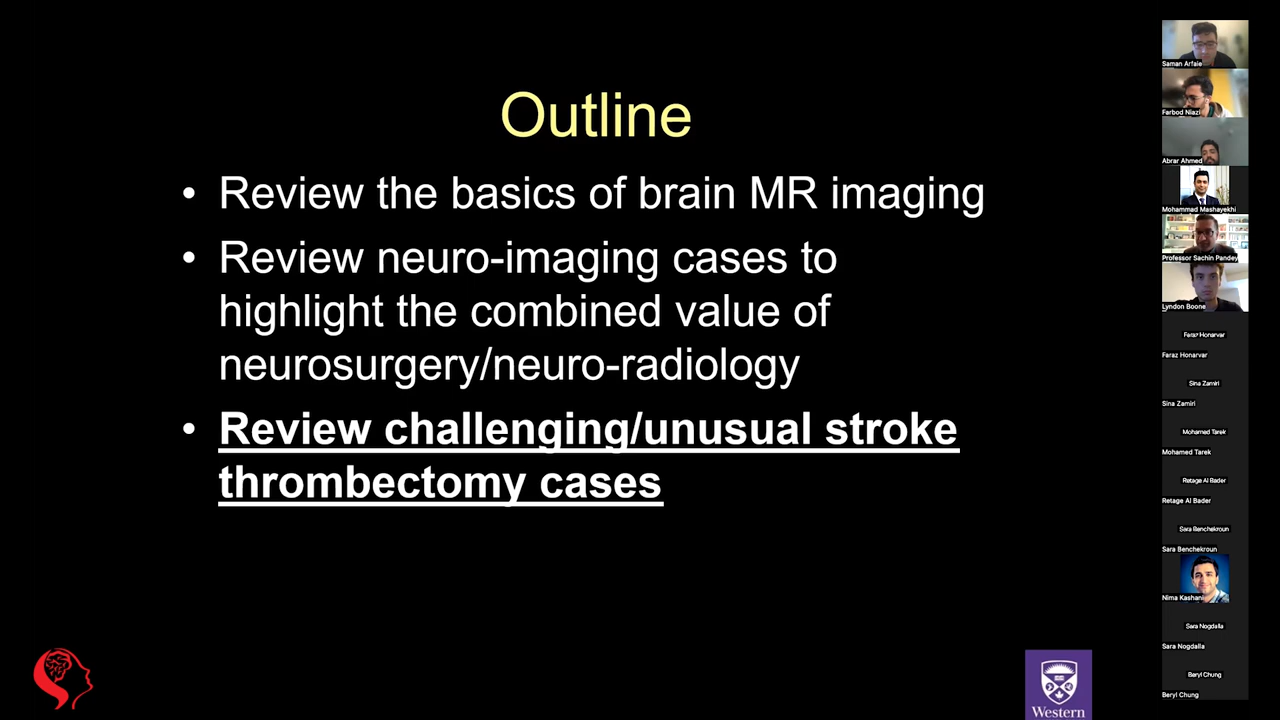 Outline
• Review the basics of brain MR imaging
• Review neuro-imaging cases to
highlight the combined value of
neurosurgery/neuro-radiology
• Review challenging/unusual stroke
thrombectomy cases
Western
Saman Arfaie
Farbod Niazi
Abrar Ahmed
Mohammad Mashayekhi
Professor Sachin Pandey
Lyndon Boone
Faraz Honarvar
Faraz Honarvar
Sina Zamiri
Sina Zamiri
Mohamed Tarek
Mohamed Tarek
Retage Al Bader
Retage Al Bader
Sara Benchekroun
Sara Benchekroun
Nima Kashani
Sara Nogdalla
Sara Nogdalla
Beryl Chung
Beryl Chung